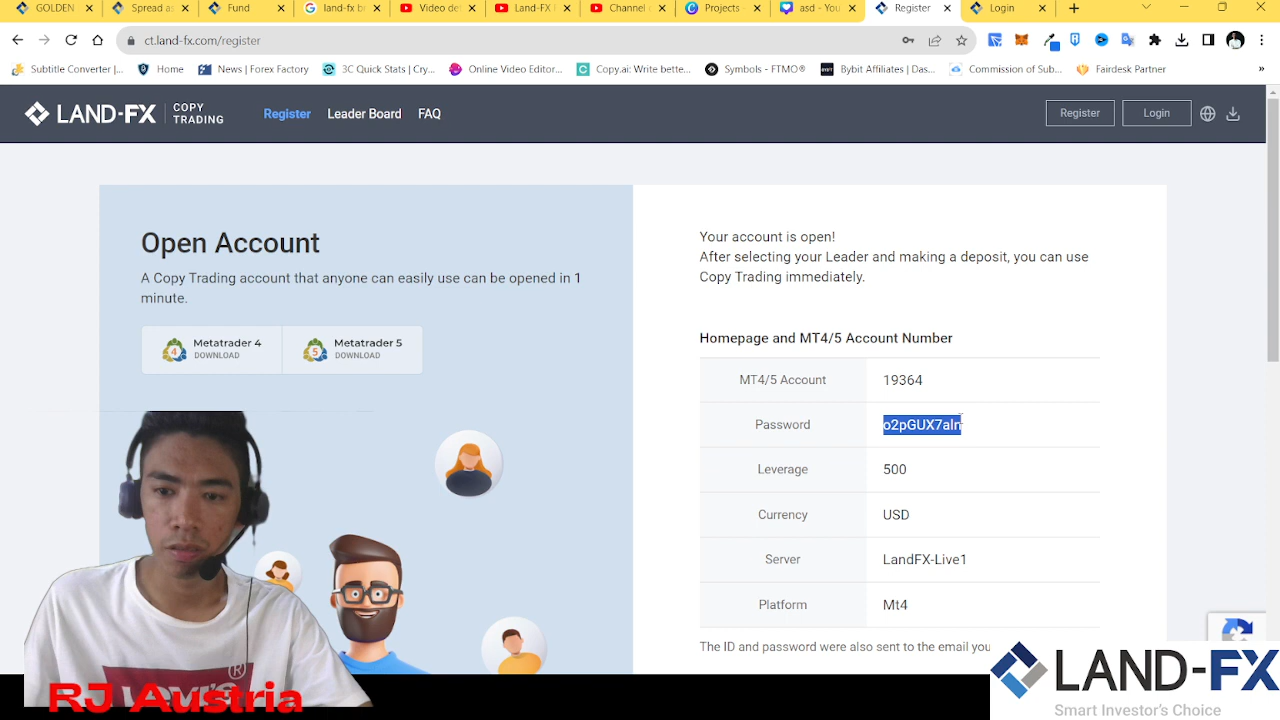 GOLDEN
Spread as
Fund
land-fx br
Video de
Land-FX F
Channel c
Projects -
asd - You
Register
Login
ct.land-fx.com/register
Subtitle Converter |...
Home
News | Forex Factory
3C Quick Stats | Cry...
Online Video Editor...
Copy.ai: Write bette...
Symbols - FTMO®
Bybit Affiliates | Das...
Commission of Sub...
Fairdesk Partner
LAND-FX
COPY
TRADING
Register
Leader Board
FAQ
Register
Login
Open Account
A Copy Trading account that anyone can easily use can be opened in 1
minute.
4
Metatrader 4
DOWNLOAD
5
Metatrader 5
DOWNLOAD
Your account is open!
After selecting your Leader and making a deposit, you can use
Copy Trading immediately.
Homepage and MT4/5 Account Number
MT4/5 Account 19364
Password o2pGUX7aln
Leverage 500
Currency USD
Server LandFX-Live1
Platform Mt4
The ID and password were also sent to the email you
RJ Austria
LAND-FX
Smart Investor's Choice